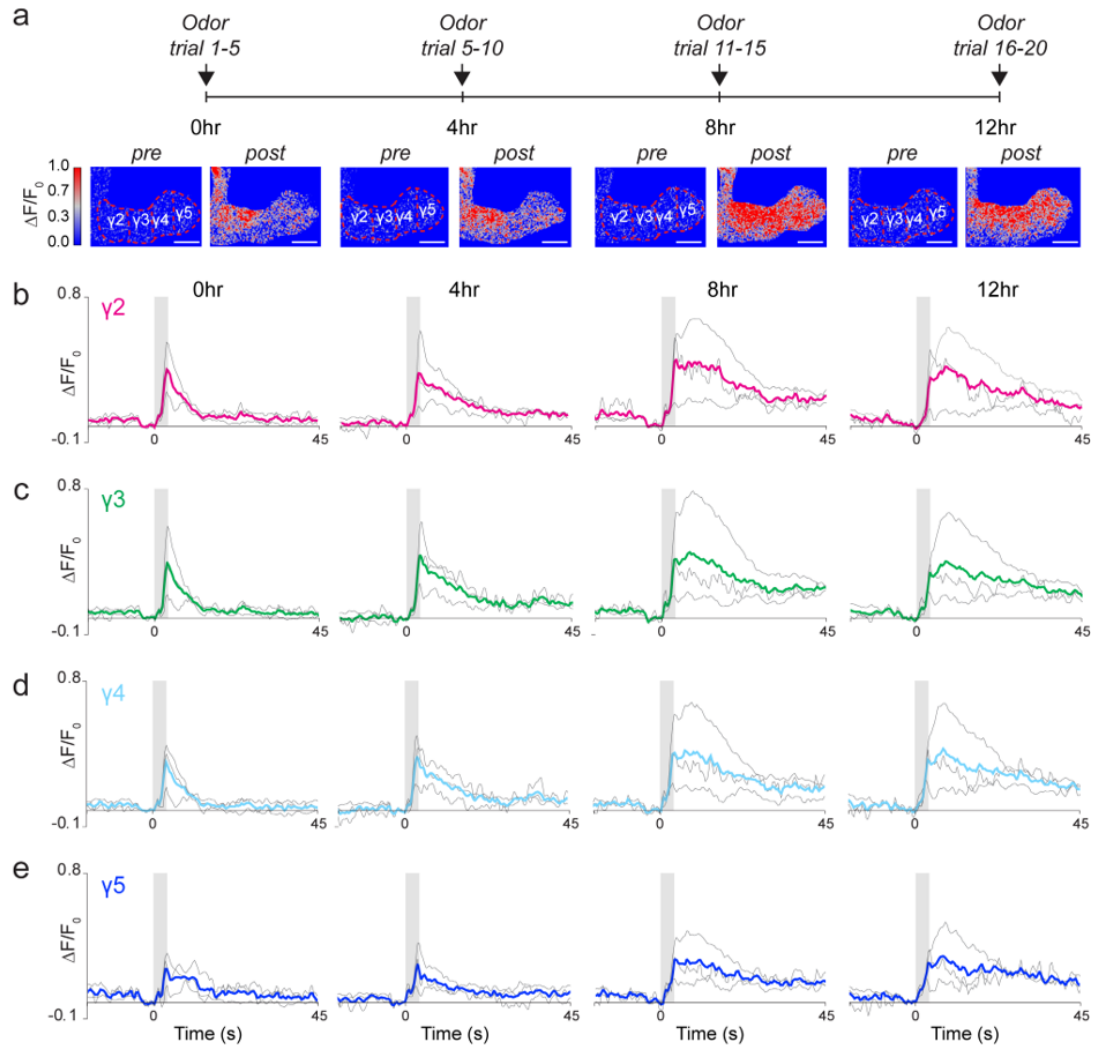 a
Odor Odor Odor Odor
trial 1-5 trial 5-10 trial 11-15 trial 16-20
0hr 4hr 8hr 12hr
pre post pre post pre post pre post
ΔF/F0
1.0
0.7
0.3
0.0
γ2 γ3 γ4 γ5 γ2 γ3 γ4 γ5 γ2 γ3 γ4 γ5 γ2 γ3 γ4 γ5
b
0hr 4hr 8hr 12hr
0.8
γ2
ΔF/F0
-0.1
0 45 0 45 0 45 0 45
c
0.8
γ3
ΔF/F0
-0.1
0 45 0 45 0 45 0 45
d
0.8
γ4
ΔF/F0
-0.1
0 45 0 45 0 45 0 45
e
0.8
γ5
ΔF/F0
-0.1
0 45 0 45 0 45 0 45
Time (s) Time (s) Time (s) Time (s)